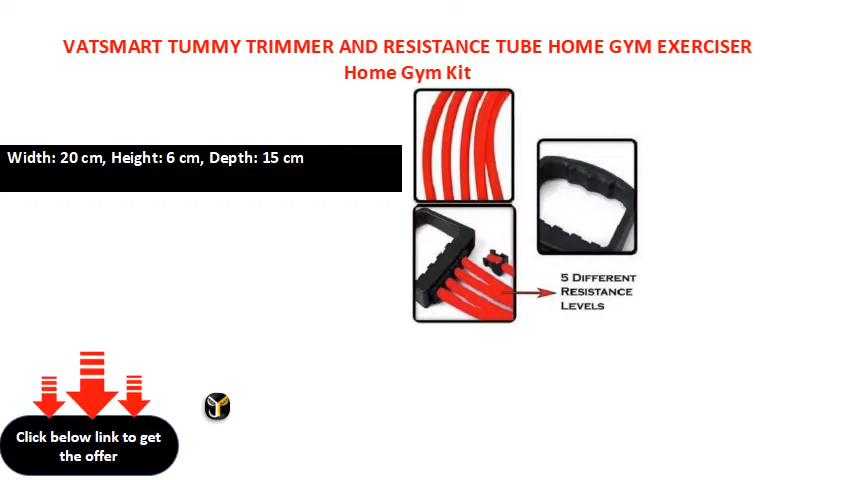 VATSMART TUMMY TRIMMER AND RESISTANCE TUBE HOME GYM EXERCISER
Home Gym Kit
Width: 20 cm, Height: 6 cm, Depth: 15 cm
5 DIFFERENT
RESISTANCE
LEVELS
Click below link to get
the offer